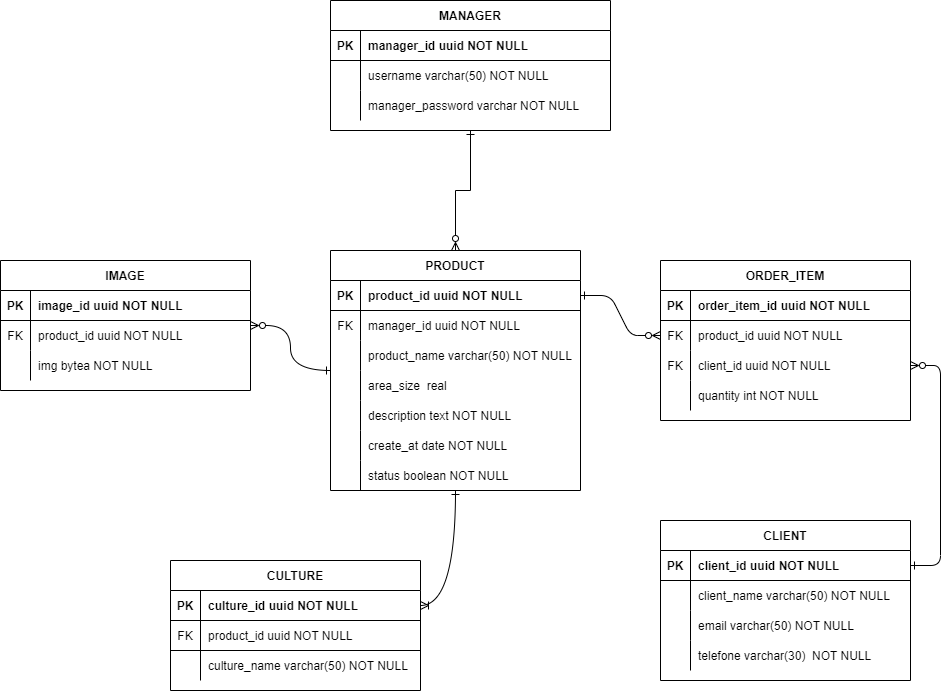 MANAGER
PK manager_id uuid NOT NULL
username varchar(50) NOT NULL
manager_password varchar NOT NULL
IMAGE
PK image_id uuid NOT NULL
FK product_id uuid NOT NULL
img bytea NOT NULL
PRODUCT
PK product_id uuid NOT NULL
FK manager_id uuid NOT NULL
product_name varchar(50) NOT NULL
area_size real
description text NOT NULL
create_at date NOT NULL
status boolean NOT NULL
ORDER_ITEM
PK order_item_id uuid NOT NULL
FK product_id uuid NOT NULL
FK client_id uuid NOT NULL
quantity int NOT NULL
CULTURE
PK culture_id uuid NOT NULL
FK product_id uuid NOT NULL
culture_name varchar(50) NOT NULL
CLIENT
PK client_id uuid NOT NULL
client_name varchar(50) NOT NULL
email varchar(50) NOT NULL
telefone varchar(30) NOT NULL